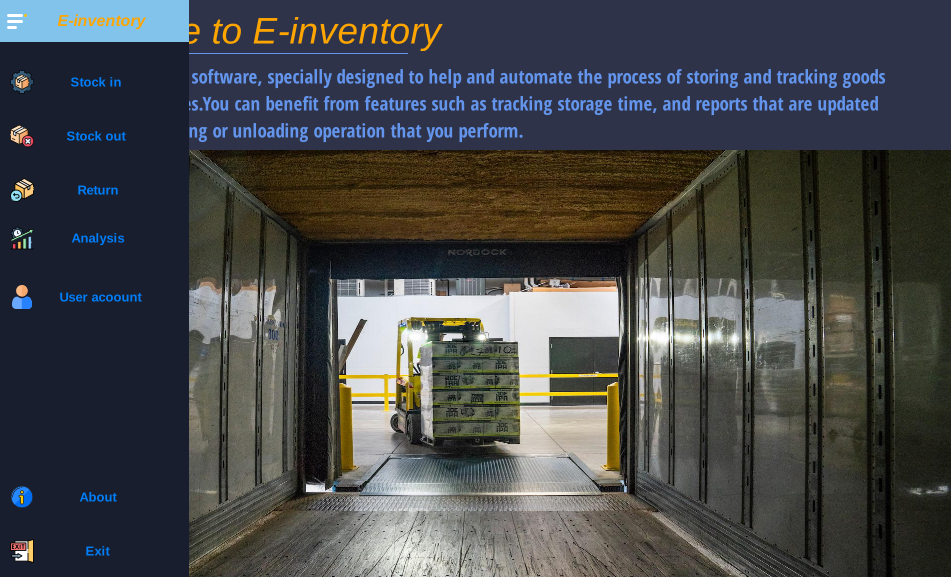 E-inventory
Stock in
Stock out
Return
Analysis
User acoount
About
EXIT
Exit
e to E-inventory
software, specially designed to help and automate the process of storing and tracking goods
es.You can benefit from features such as tracking storage time, and reports that are updated
ng or unloading operation that you perform.
NORDOCK